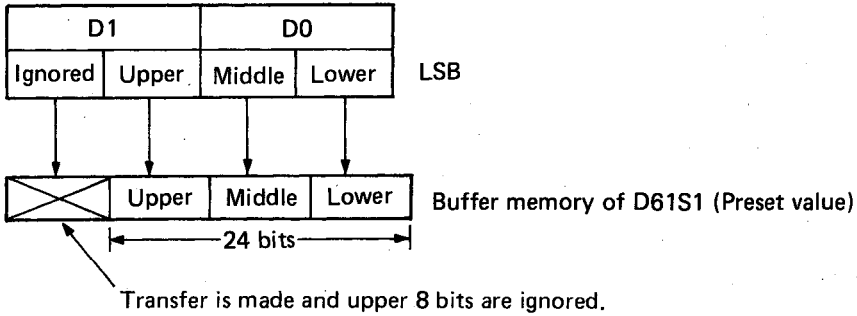 D1 D0
Ignored Upper Middle Lower LSB
Upper Middle Lower Buffer memory of D61S1 (Preset value)
24 bits
Transfer is made and upper 8 bits are ignored.